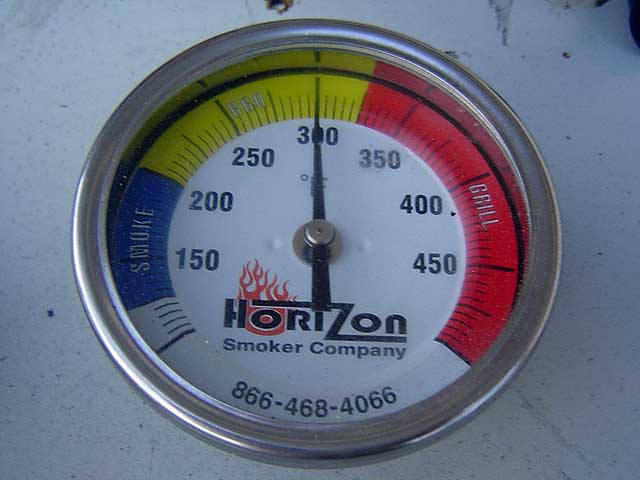 SMOKE
BBQ
GRILL
150
200
250
300
350
400
450
°F
HORIZON
Smoker Company
866-468-4066